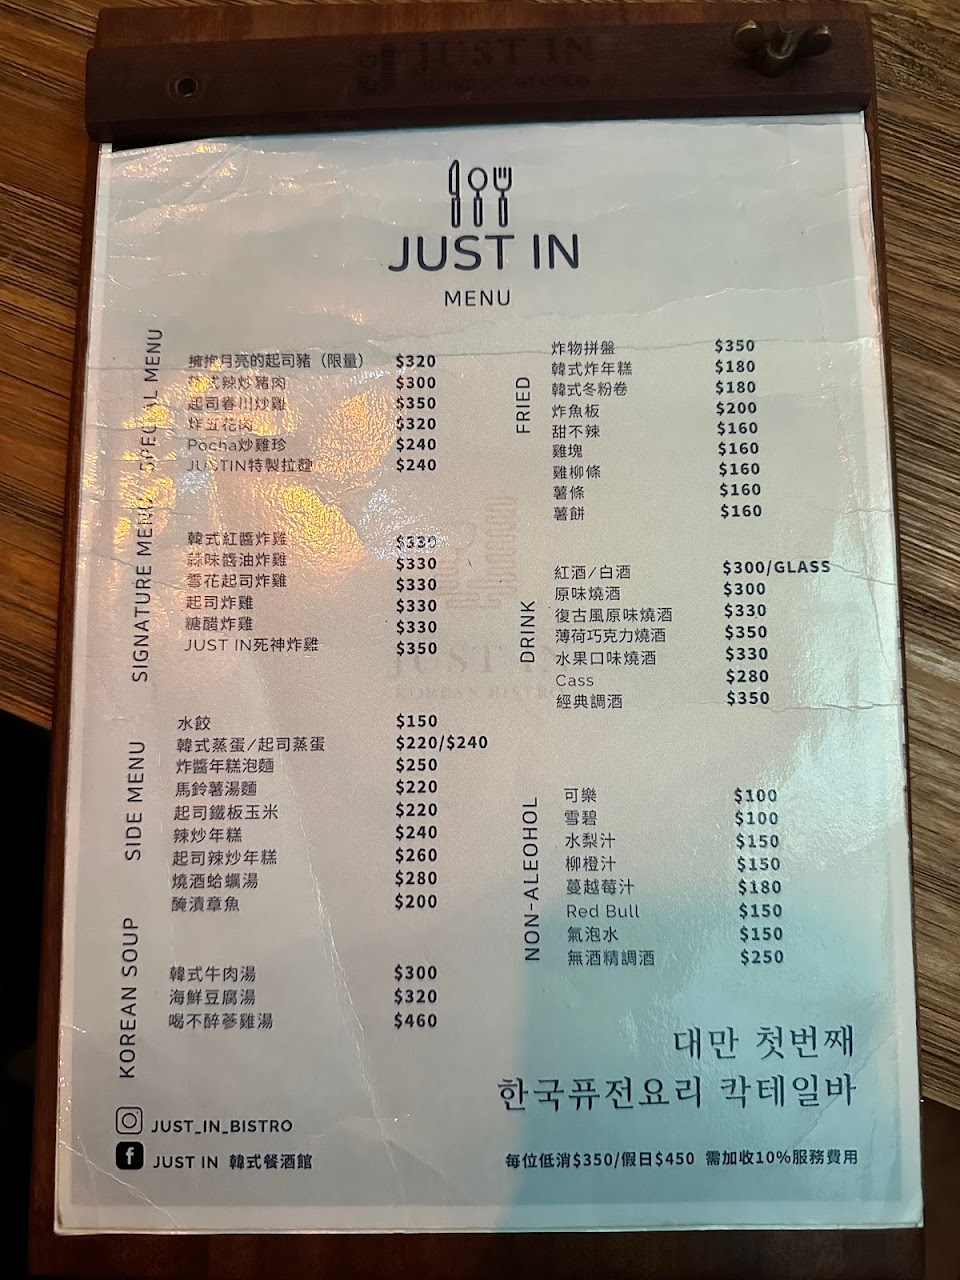 JUST IN
JUST IN
MENU
SPECIAL MENU
擁抱月亮的起司豬（限量） $320
韓式辣炒豬肉 $300
起司春川炒雞 $350
炸五花肉 $320
Pocha炒雞珍 $240
JUSTIN特製拉麵 $240
SIGNATURE MENU
韓式紅醬炸雞 $330
蒜味醬油炸雞 $330
雪花起司炸雞 $330
起司炸雞 $330
糖醋炸雞 $330
JUST IN死神炸雞 $350
SIDE MENU
水餃 $150
韓式蒸蛋/起司蒸蛋 $220/$240
炸醬年糕泡麵 $250
馬鈴薯湯麵 $220
起司鐵板玉米 $220
辣炒年糕 $240
起司辣炒年糕 $260
燒酒蛤蠣湯 $280
醃漬章魚 $200
KOREAN SOUP
韓式牛肉湯 $300
海鮮豆腐湯 $320
喝不醉蔘雞湯 $460
FRIED
炸物拼盤 $350
韓式炸年糕 $180
韓式冬粉卷 $180
炸魚板 $200
甜不辣 $160
雞塊 $160
雞柳條 $160
薯條 $160
薯餅 $160
DRINK
紅酒/白酒 $300/GLASS
原味燒酒 $300
復古風原味燒酒 $330
薄荷巧克力燒酒 $350
水果口味燒酒 $330
Cass $280
經典調酒 $350
NON-ALEOHOL
可樂 $100
雪碧 $100
水梨汁 $150
柳橙汁 $150
蔓越莓汁 $180
Red Bull $150
氣泡水 $150
無酒精調酒 $250
JUST IN
KOREAN BISTRO
대만 첫번째
한국퓨전요리 칵테일바
JUST_IN_BISTRO
JUST IN 韓式餐酒館
每位低消$350/假日$450 需加收10%服務費用